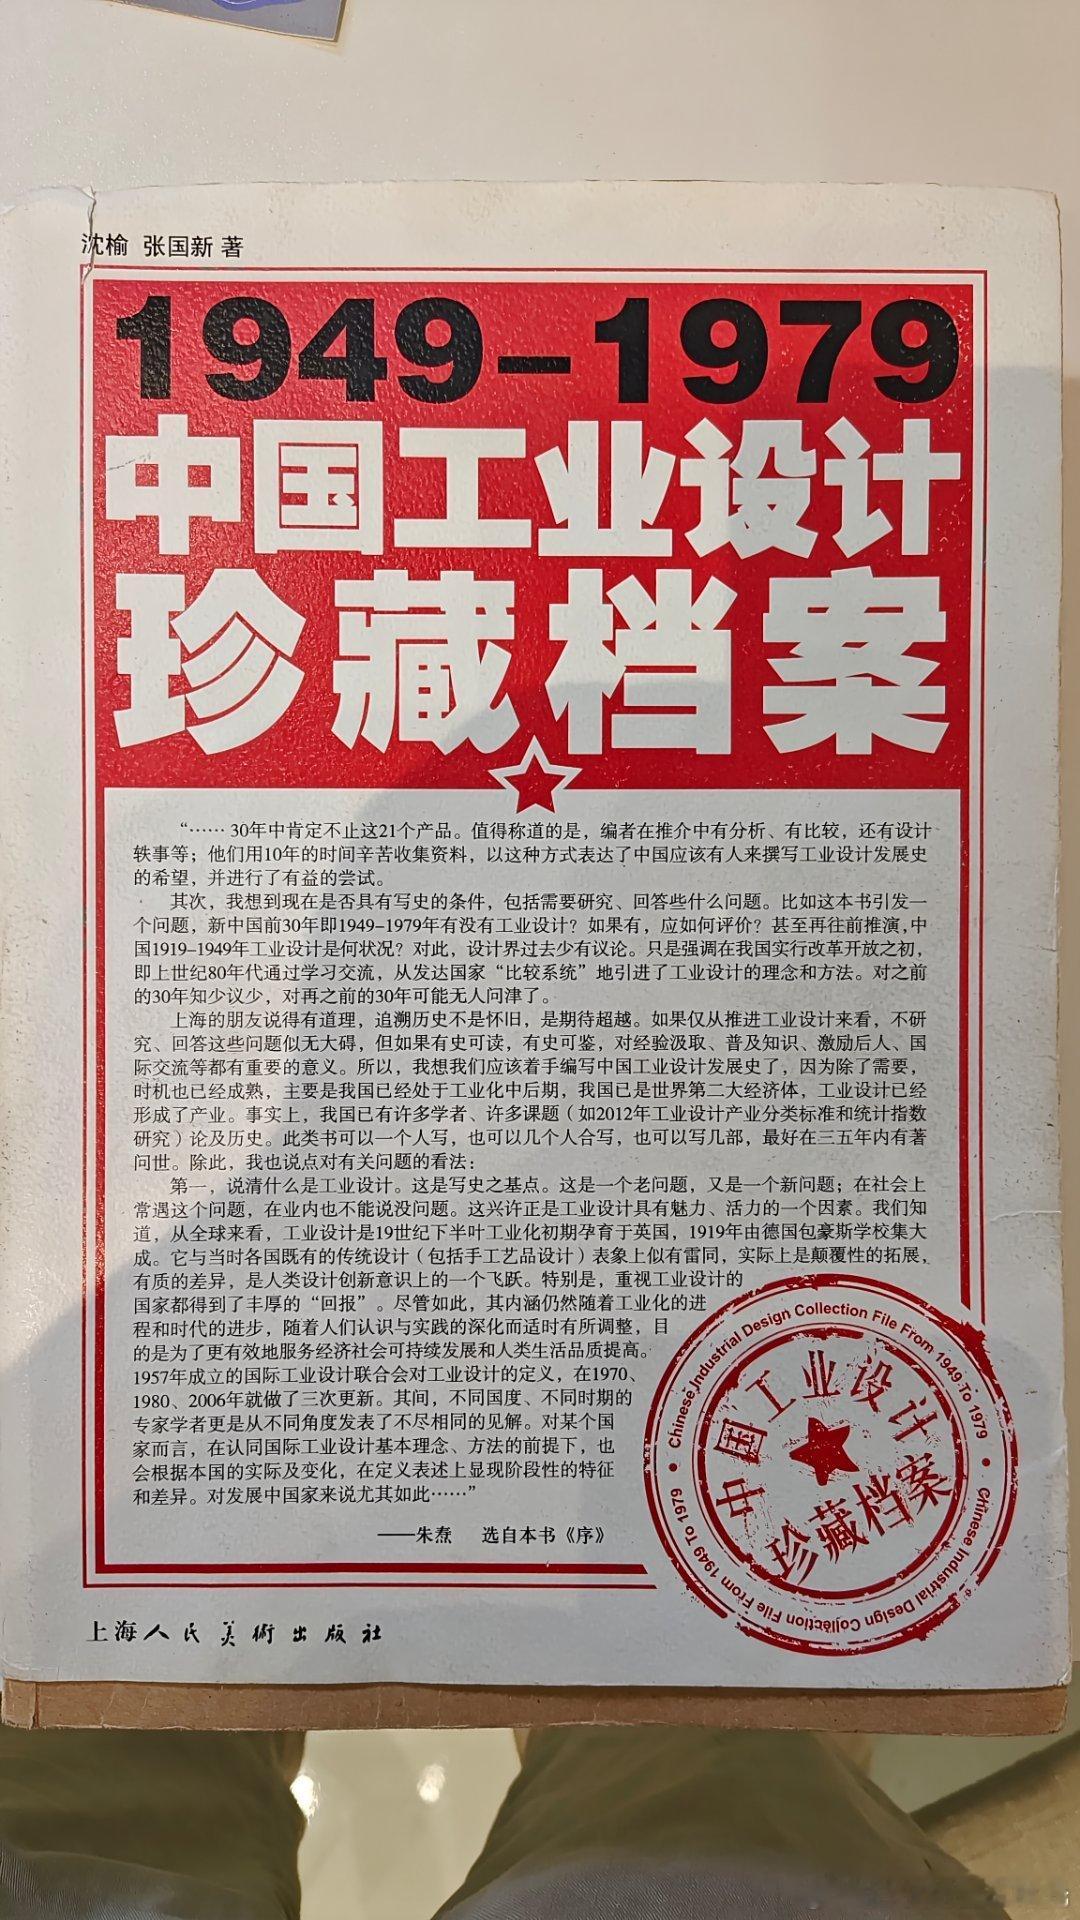 沈榆 张国新 著
1949-1979
中国工业设计
珍藏档案
“…… 30年中肯定不止这21个产品。值得称道的是，编者在推介中有分析、有比较，还有设计
轶事等；他们用10年的时间辛苦收集资料，以这种方式表达了中国应该有人来撰写工业设计发展史
的希望，并进行了有益的尝试。
其次，我想到现在是否具有写史的条件，包括需要研究、回答些什么问题。比如这本书引发一
个问题，新中国前30年即1949-1979年有没有工业设计？如果有，应如何评价？甚至再往前推演，中
国1919-1949年工业设计是何状况？对此，设计界过去少有议论。只是强调在我国实行改革开放之初，
即上世纪80年代通过学习交流，从发达国家“比较系统”地引进了工业设计的理念和方法。对之前
的30年知少议少，对再之前的30年可能无人问津了。
上海的朋友说得有道理，追溯历史不是怀旧，是期待超越。如果仅从推进工业设计来看，不研
究、回答这些问题似无大碍，但如果有史可读，有史可鉴，对经验汲取、普及知识、激励后人、国
际交流等都有重要的意义。所以，我想我们应该着手编写中国工业设计发展史了，因为除了需要，
时机也已经成熟，主要是我国已经处于工业化中后期，我国已是世界第二大经济体，工业设计已经
形成了产业。事实上，我国已有许多学者、许多课题（如2012年工业设计产业分类标准和统计指数
研究）论及历史。此类书可以一个人写，也可以几个人合写，也可以写几部，最好在三五年内有著
问世。除此，我也说点对有关问题的看法：
第一，说清什么是工业设计。这是写史之基点。这是一个老问题，又是一个新问题；在社会上
常遇这个问题，在业内也不能说没问题。这兴许正是工业设计具有魅力、活力的一个因素。我们知
道，从全球来看，工业设计是19世纪下半叶工业化初期孕育于英国，1919年由德国包豪斯学校集大
成。它与当时各国既有的传统设计（包括手工艺品设计）表象上似有雷同，实际上是颠覆性的拓展，
有质的差异，是人类设计创新意识上的一个飞跃。特别是，重视工业设计的
国家都得到了丰厚的“回报”。尽管如此，其内涵仍然随着工业化的进
程和时代的进步，随着人们认识与实践的深化而适时有所调整，目
的是为了更有效地服务经济社会可持续发展和人类生活品质提高。
1957年成立的国际工业设计联合会对工业设计的定义，在1970、
1980、2006年就做了三次更新。其间，不同国度、不同时期的
专家学者更是从不同角度发表了不尽相同的见解。对某个国
家而言，在认同国际工业设计基本理念、方法的前提下，也
会根据本国的实际及变化，在定义表述上显现阶段性的特征
和差异。对发展中国家来说尤其如此……”
——朱焘 选自本书《序》
Chinese Industrial Design Collection File From 1949 To 1979
中国工业设计
珍藏档案
Chinese Industrial Design Collection File From 1949 To 1979
上海人民美術出版社